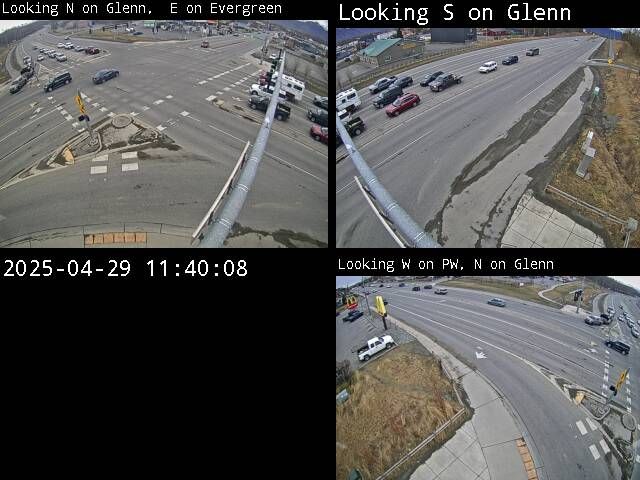 Looking N on Glenn,  E on Evergreen
Looking S on Glenn
2025-04-29 11:40:08
Looking W on PW, N on Glenn